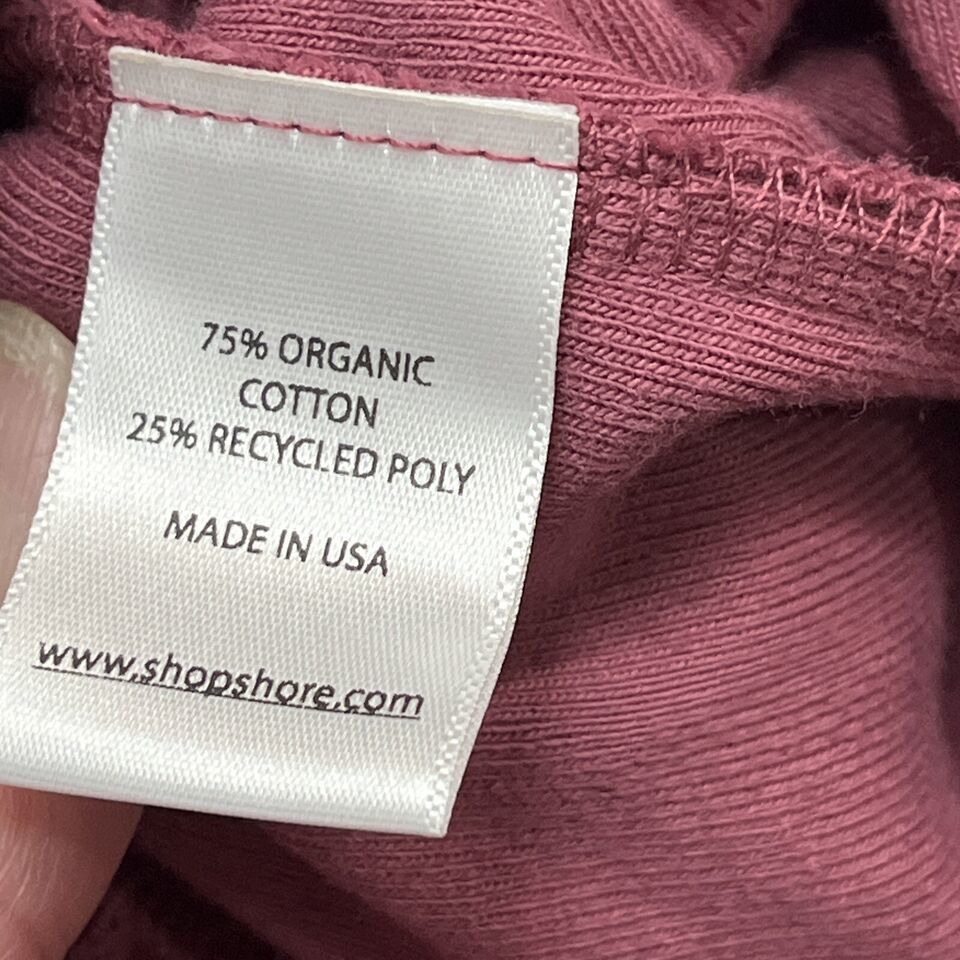 75% ORGANIC
COTTON
25% RECYCLED POLY
MADE IN USA
www.shopshore.com